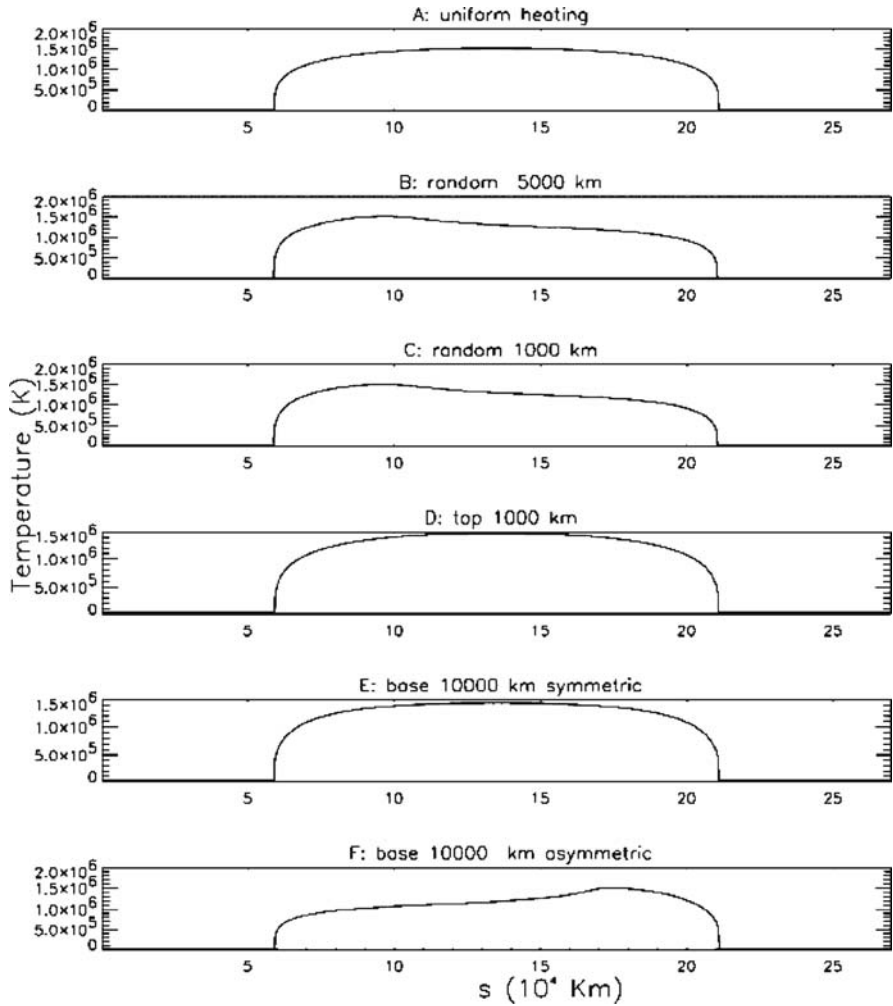 A: uniform heating
2.0×10⁶
1.5×10⁶
1.0×10⁶
5.0×10⁵
0
5 10 15 20 25
B: random 5000 km
2.0×10⁶
1.5×10⁶
1.0×10⁶
5.0×10⁵
0
5 10 15 20 25
C: random 1000 km
2.0×10⁶
1.5×10⁶
1.0×10⁶
5.0×10⁵
0
5 10 15 20 25
Temperature (K)
D: top 1000 km
1.5×10⁶
1.0×10⁶
5.0×10⁵
0
5 10 15 20 25
E: base 10000 km symmetric
1.5×10⁶
1.0×10⁶
5.0×10⁵
0
5 10 15 20 25
F: base 10000 km asymmetric
2.0×10⁶
1.5×10⁶
1.0×10⁶
5.0×10⁵
0
5 10 15 20 25
s (10⁴ Km)